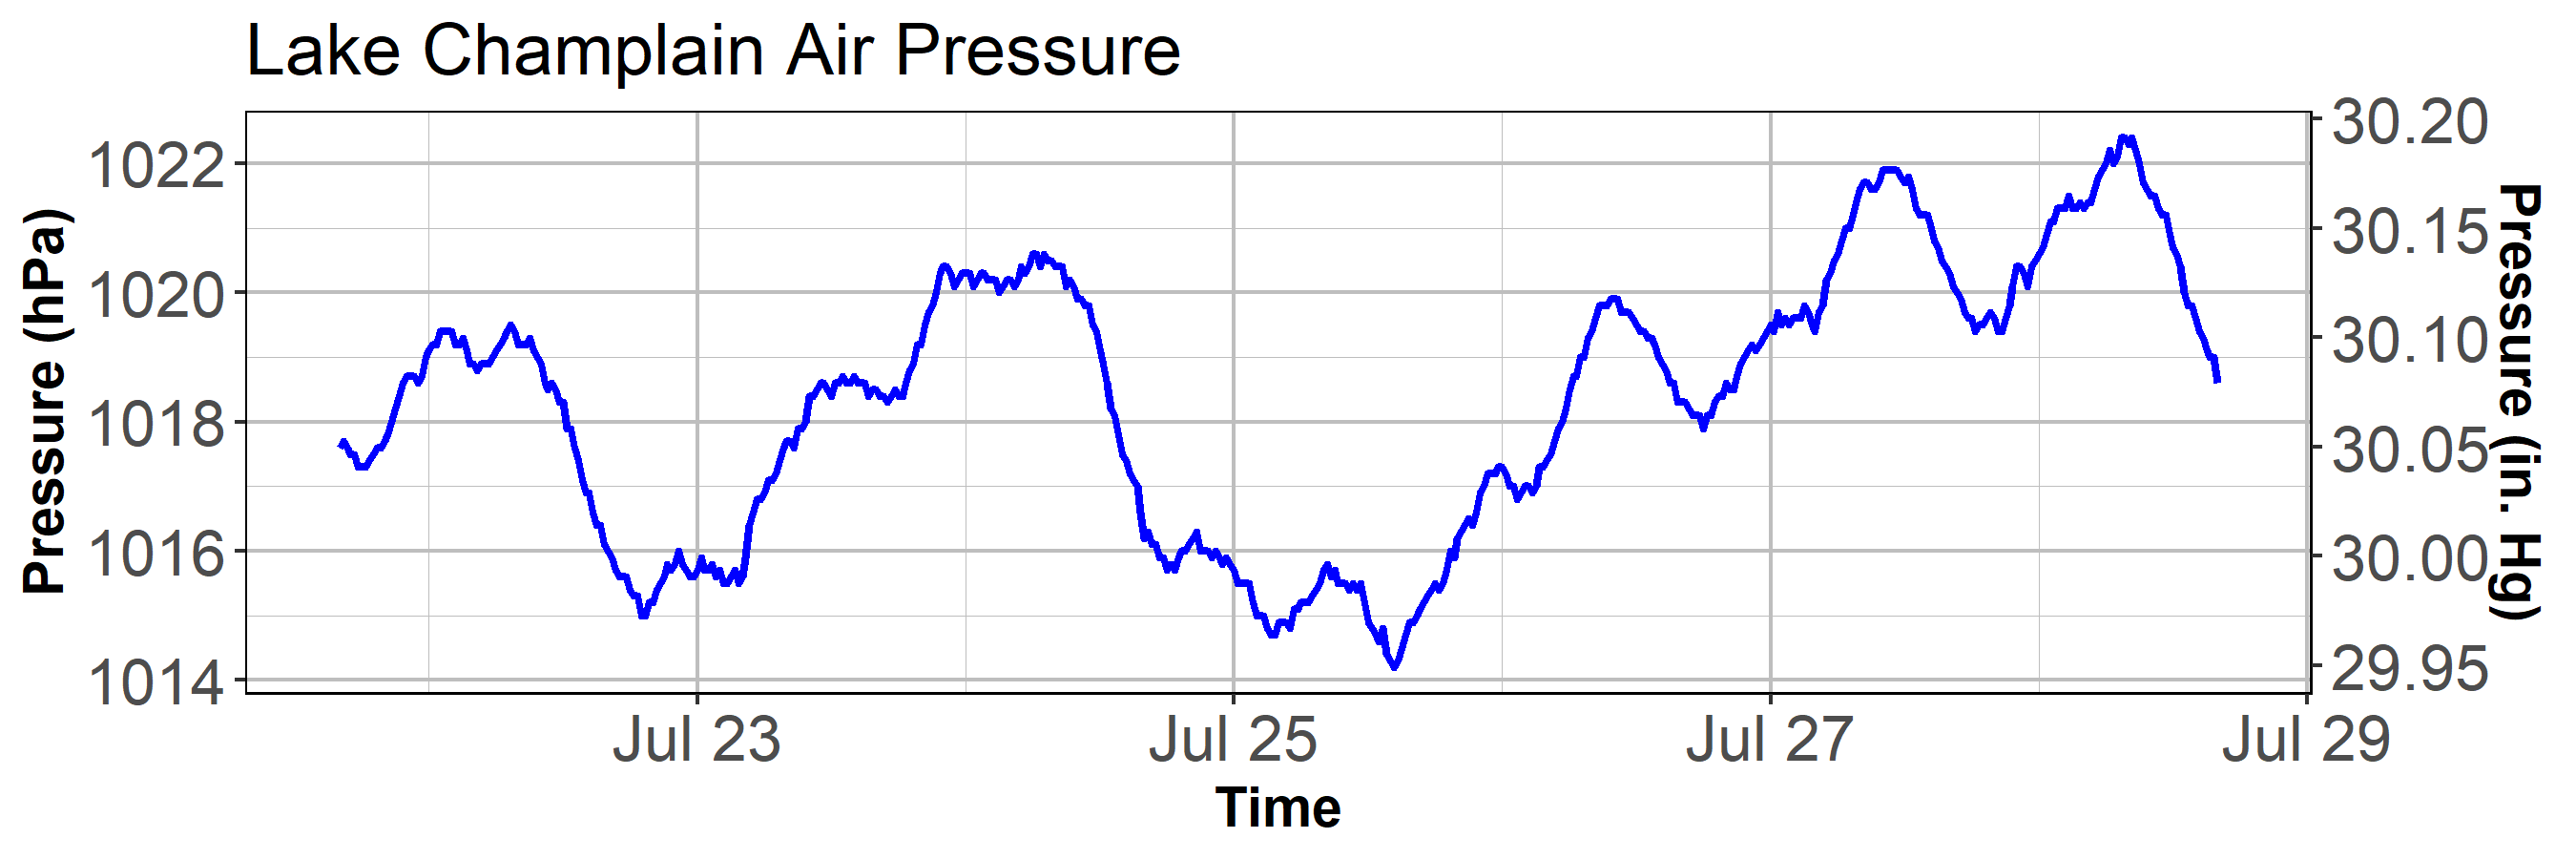 Lake Champlain Air Pressure
Pressure (hPa)
1022
1020
1018
1016
1014
30.20
30.15
30.10
30.05
30.00
29.95
Pressure (in. Hg)
Jul 23 Jul 25 Jul 27 Jul 29
Time